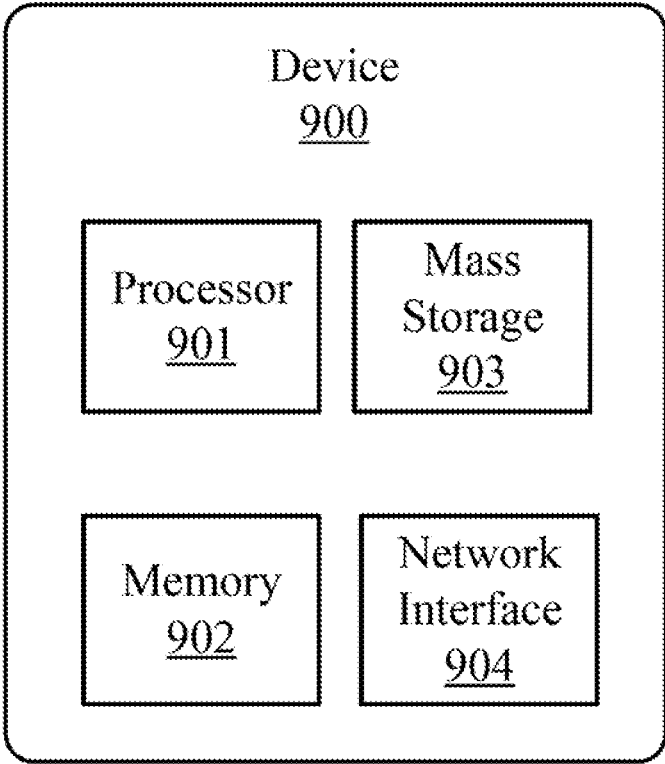 Device
900
Processor
901
Mass
Storage
903
Memory
902
Network
Interface
904